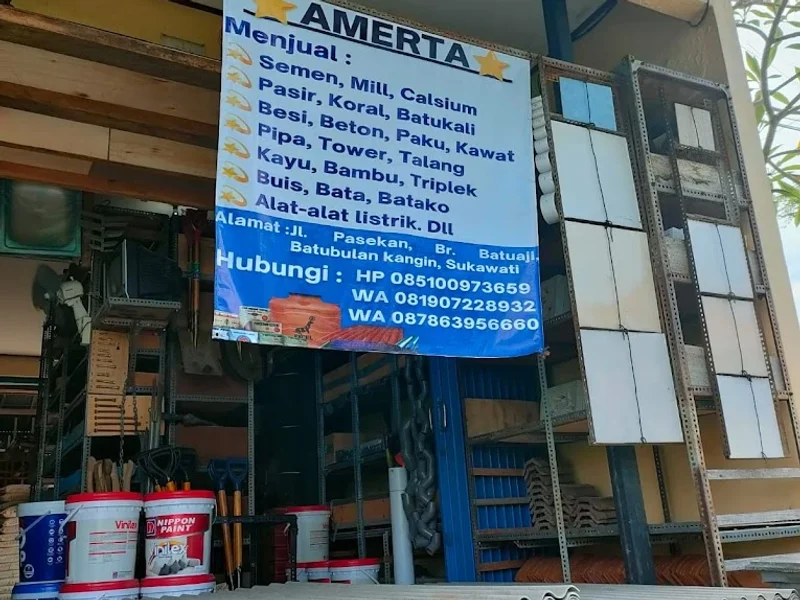 AMERTA
Menjual :
Semen, Mill, Calsium
Pasir, Koral, Batukali
Besi, Beton, Paku, Kawat
Pipa, Tower, Talang
Kayu, Bambu, Triplek
Buis, Bata, Batako
Alat-alat listrik. Dll
Alamat :Jl. Pasekan, Br. Batuaji,
Batubulan kangin, Sukawati
Hubungi : HP 085100973659
WA 081907228932
WA 087863956660
Vinilex
NIPPON PAINT